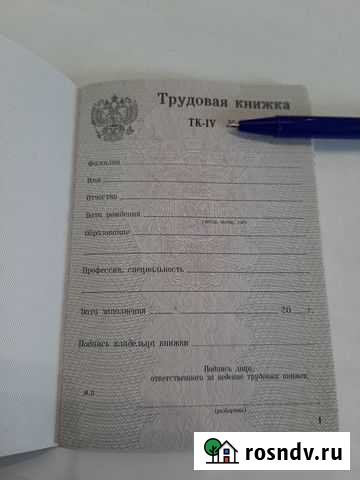 Трудовая книжка
ТК-IV
Фамилия
Имя
Отчество
Дата рождения
(число, месяц, год)
Образование
Профессия, специальность
Дата заполнения 20 г.
Подпись владельца книжки
Подпись лица,
ответственного за ведение трудовых книжек
М.П.
(разборчиво)
1
rosndv.ru